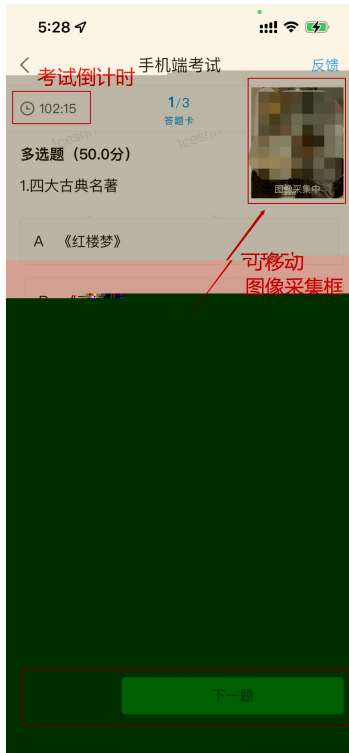 5:28
手机端考试
反馈
考试倒计时
102:15
1/3
答题卡
1ceshi
1ceshi
多选题（50.0分）
图像采集中
1.四大古典名著
A 《红楼梦》
可移动
图像采集框
下一题